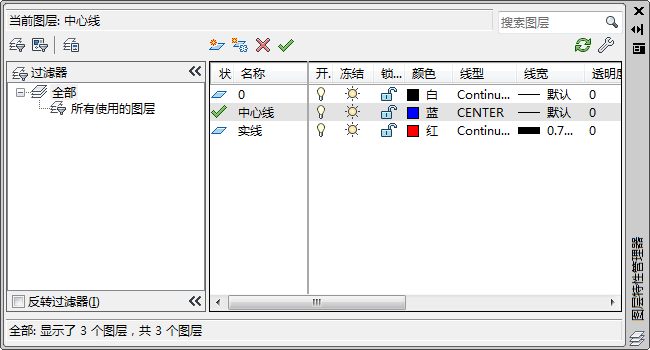 当前图层: 中心线
搜索图层
过滤器
全部
所有使用的图层
反转过滤器(I)
状 名称 开. 冻结 锁... 颜色 线型 线宽 透明度
0 白 Continu... 默认 0
中心线 蓝 CENTER 默认 0
实线 红 Continu... 0.7... 0
全部: 显示了 3 个图层，共 3 个图层
图层特性管理器